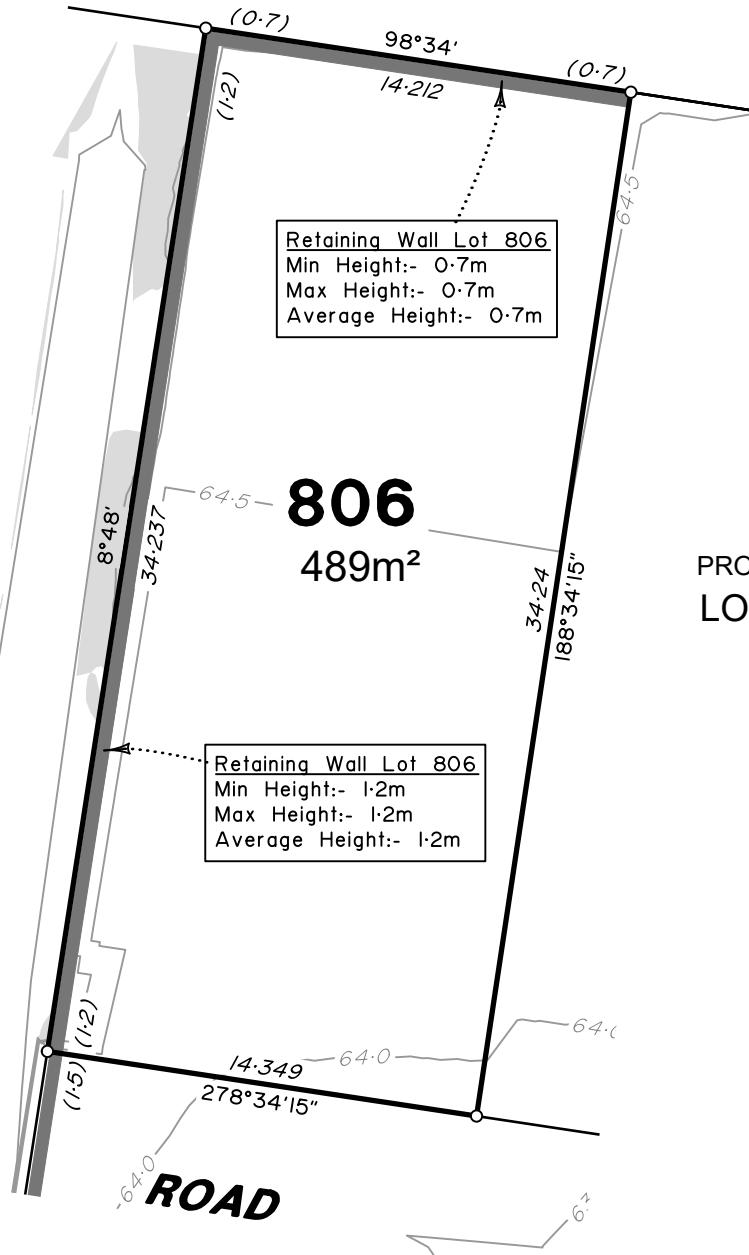 (0·7)
98°34'
(0·7)
14·212
(1·2)
64·5
Retaining Wall Lot 806
Min Height:- 0·7m
Max Height:- 0·7m
Average Height:- 0·7m
64·5
806
489m²
8°48'
34·237
34·24
188°34'15"
PRO
LO
Retaining Wall Lot 806
Min Height:- 1·2m
Max Height:- 1·2m
Average Height:- 1·2m
(1·2)
(1·5)
14·349
278°34'15"
64·0
64·
64·0
ROAD